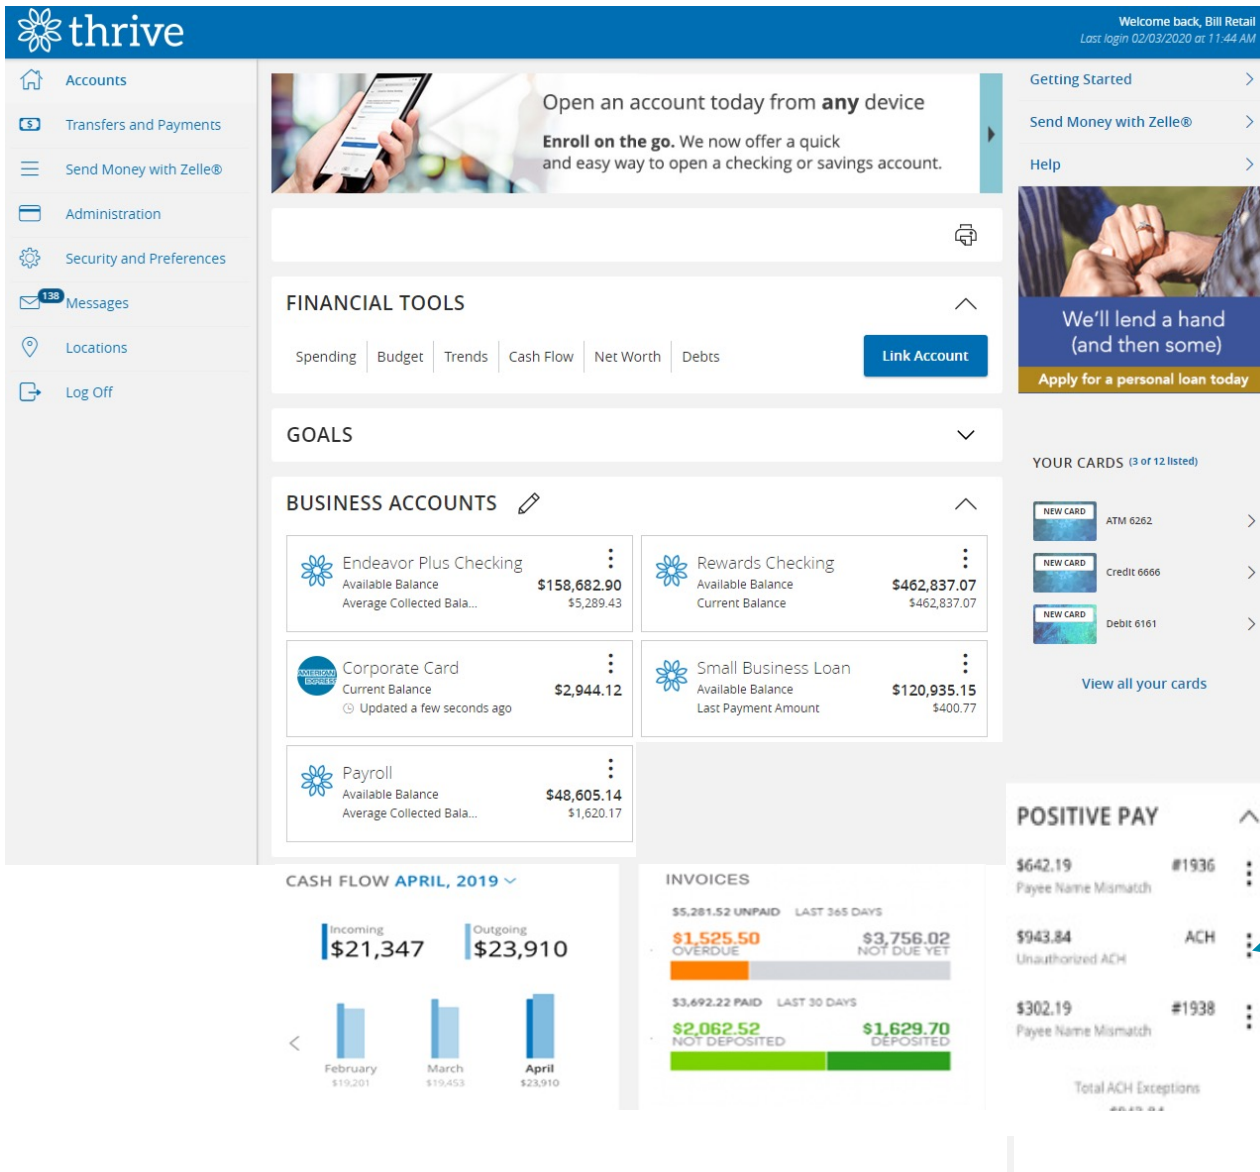 thrive
Welcome back, Bill Retail
Last login 02/03/2020 at 11:44 AM
Accounts
Transfers and Payments
Send Money with Zelle®
Administration
Security and Preferences
138
Messages
Locations
Log Off
Open an account today from any device
Enroll on the go. We now offer a quick
and easy way to open a checking or savings account.
FINANCIAL TOOLS
Spending Budget Trends Cash Flow Net Worth Debts Link Account
GOALS
BUSINESS ACCOUNTS
Endeavor Plus Checking
Available Balance $158,682.90
Average Collected Bala... $5,289.43
Rewards Checking
Available Balance $462,837.07
Current Balance $462,837.07
AMERICAN
EXPRESS
Corporate Card
Current Balance $2,944.12
Updated a few seconds ago
Small Business Loan
Available Balance $120,935.15
Last Payment Amount $400.77
Payroll
Available Balance $48,605.14
Average Collected Bala... $1,620.17
CASH FLOW APRIL, 2019
Incoming Outgoing
$21,347 $23,910
February March April
$19,201 $19,453 $23,910
INVOICES
$5,281.52 UNPAID LAST 365 DAYS
$1,525.50 $3,756.02
OVERDUE NOT DUE YET
$3,692.22 PAID LAST 30 DAYS
$2,062.52 $1,629.70
NOT DEPOSITED DEPOSITED
Getting Started
Send Money with Zelle®
Help
We'll lend a hand
(and then some)
Apply for a personal loan today
YOUR CARDS (3 of 12 listed)
NEW CARD
ATM 6262
NEW CARD
Credit 6666
NEW CARD
Debit 6161
View all your cards
POSITIVE PAY
$642.19 #1936
Payee Name Mismatch
$943.84 ACH
Unauthorized ACH
$302.19 #1938
Payee Name Mismatch
Total ACH Exceptions